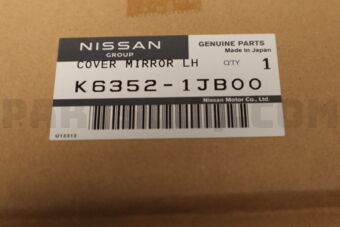 NISSAN
GROUP
GENUINE PARTS
Made in Japan
COVER MIRROR LH
Q'TY 1
K6352-1JB00
Nissan Motor Co., Ltd.